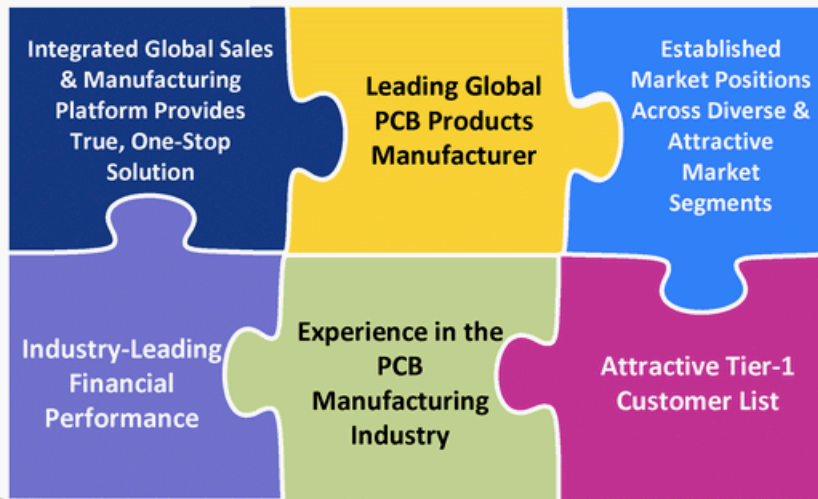 Integrated Global Sales
& Manufacturing
Platform Provides
True, One-Stop
Solution
Leading Global
PCB Products
Manufacturer
Established
Market Positions
Across Diverse &
Attractive
Market
Segments
Industry-Leading
Financial
Performance
Experience in the
PCB
Manufacturing
Industry
Attractive Tier-1
Customer List